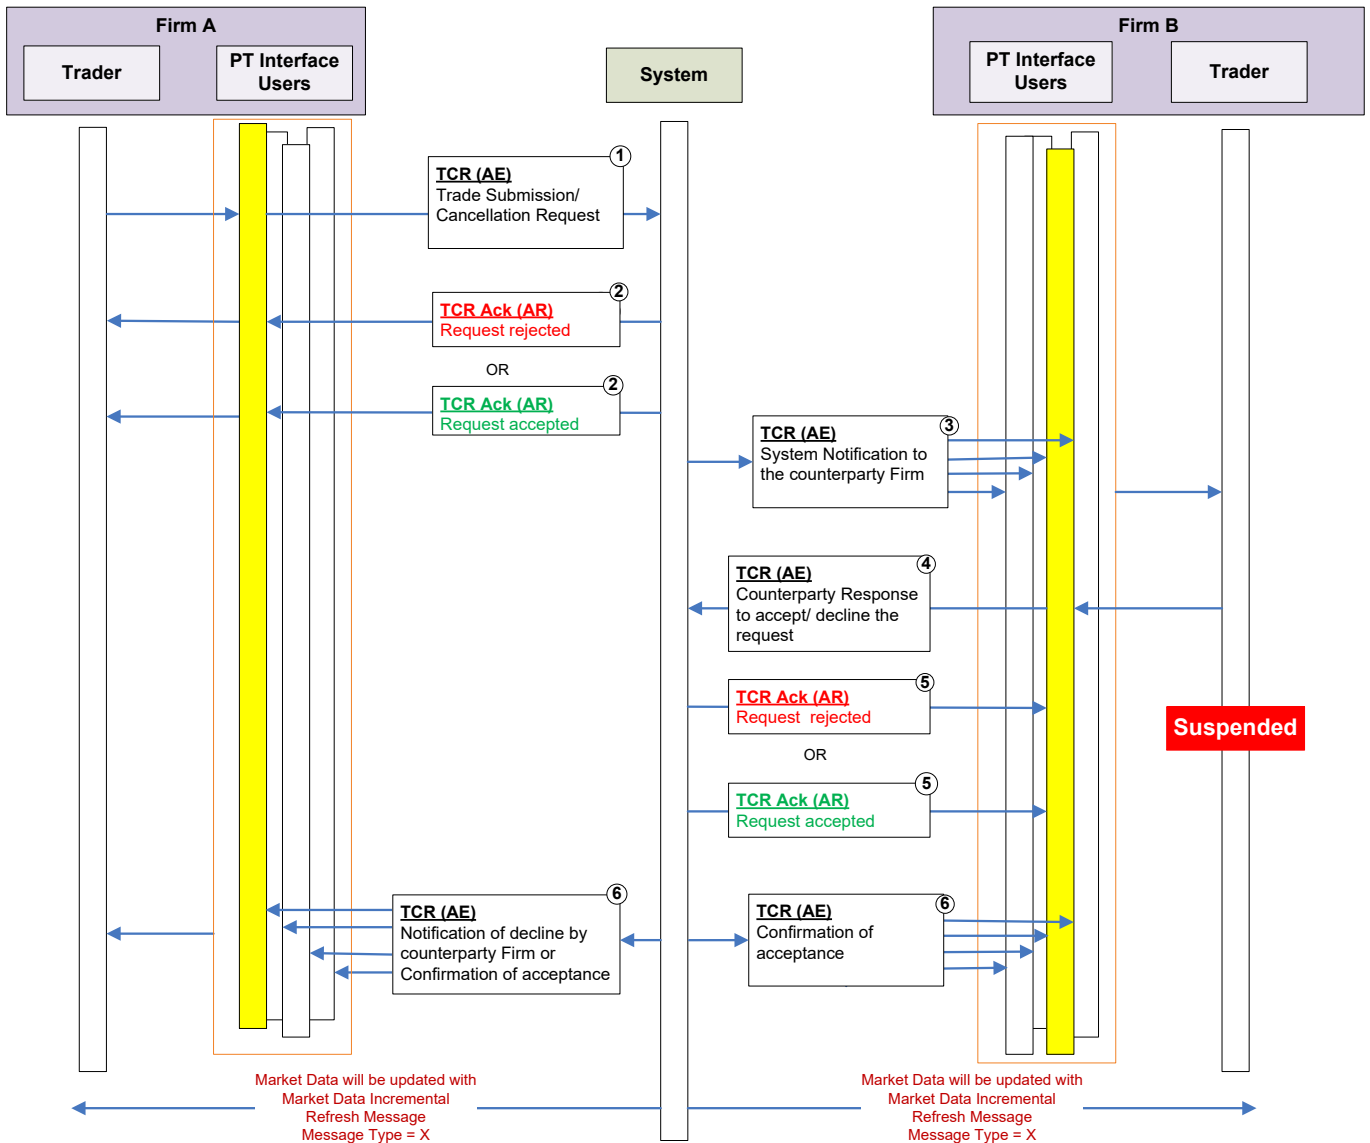 Firm A
Trader
PT Interface
Users
System
Firm B
PT Interface
Users
Trader
1
TCR (AE)
Trade Submission/
Cancellation Request
2
TCR Ack (AR)
Request rejected
OR
2
TCR Ack (AR)
Request accepted
3
TCR (AE)
System Notification to
the counterparty Firm
4
TCR (AE)
Counterparty Response
to accept/ decline the
request
5
TCR Ack (AR)
Request  rejected
Suspended
OR
5
TCR Ack (AR)
Request accepted
6
TCR (AE)
Notification of decline by
counterparty Firm or
Confirmation of acceptance
6
TCR (AE)
Confirmation of
acceptance
Market Data will be updated with
Market Data Incremental
Refresh Message
Message Type = X
Market Data will be updated with
Market Data Incremental
Refresh Message
Message Type = X